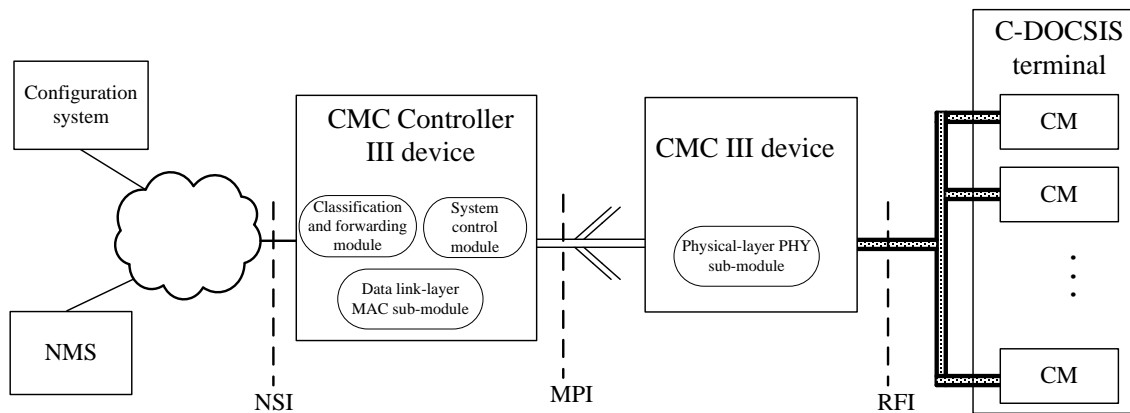 Configuration
system
NMS
CMC Controller
III device
Classification
and forwarding
module
System
control
module
Data link-layer
MAC sub-module
NSI
MPI
CMC III device
Physical-layer PHY
sub-module
RFI
C-DOCSIS
terminal
CM
CM
CM